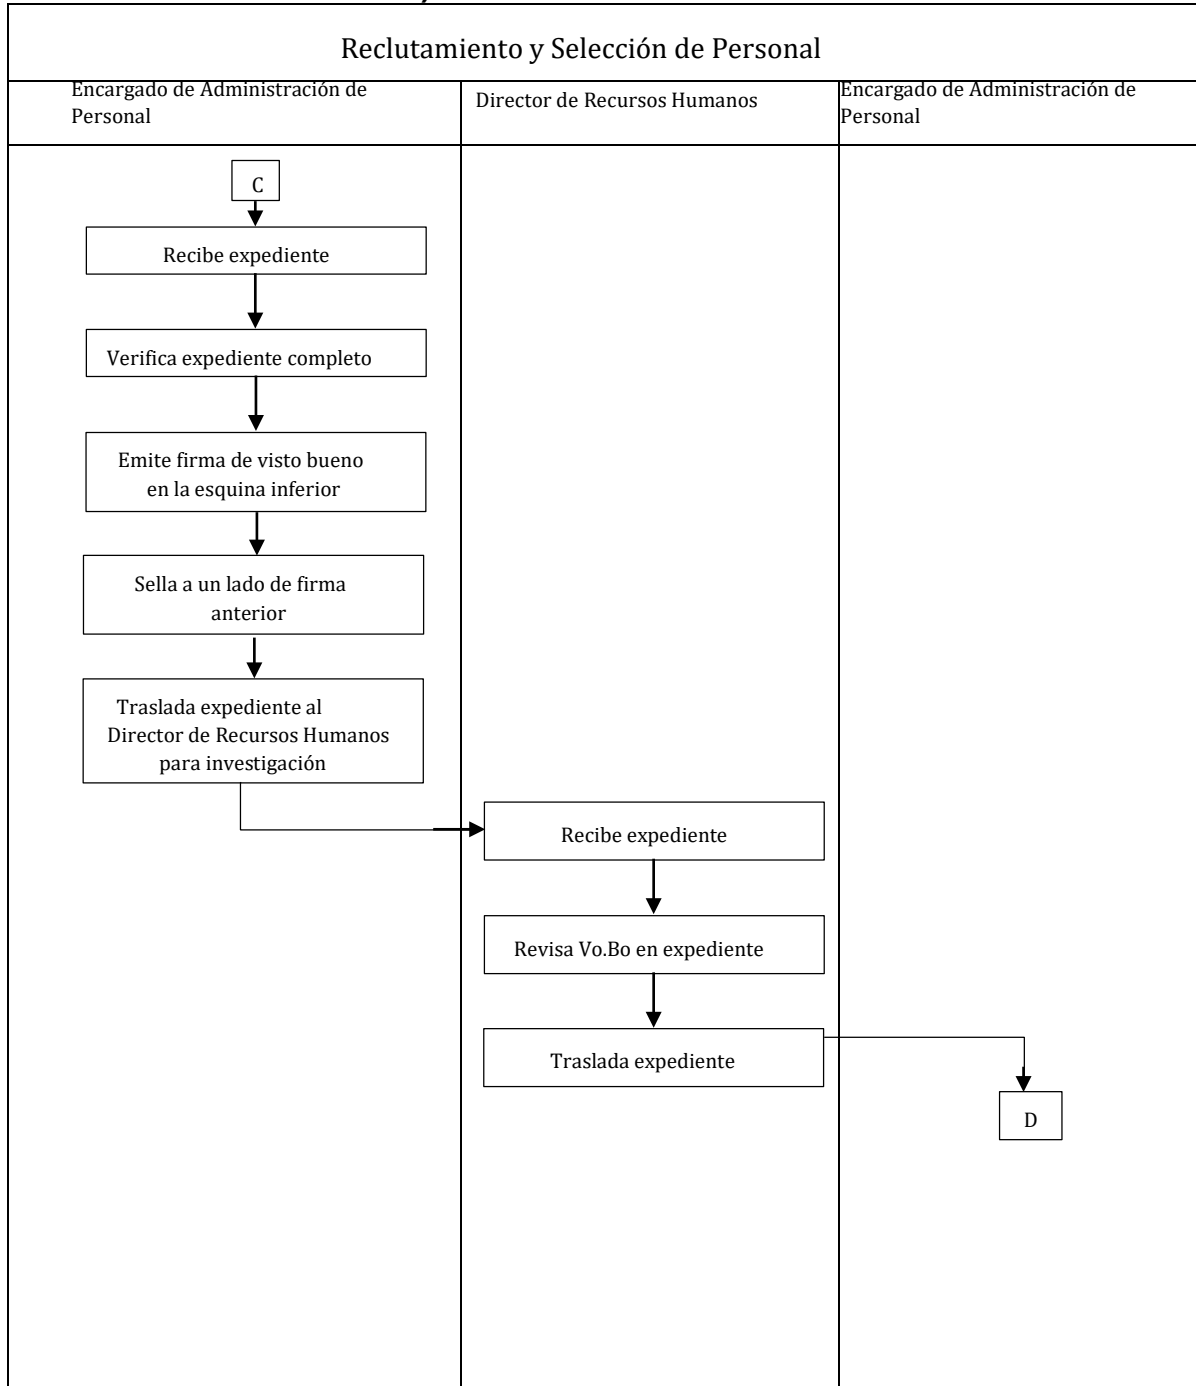 Reclutamiento y Selección de Personal
Encargado de Administración de
Personal
Director de Recursos Humanos
Encargado de Administración de
Personal
C
Recibe expediente
Verifica expediente completo
Emite firma de visto bueno
en la esquina inferior
Sella a un lado de firma
anterior
Traslada expediente al
Director de Recursos Humanos
para investigación
Recibe expediente
Revisa Vo.Bo en expediente
Traslada expediente
D